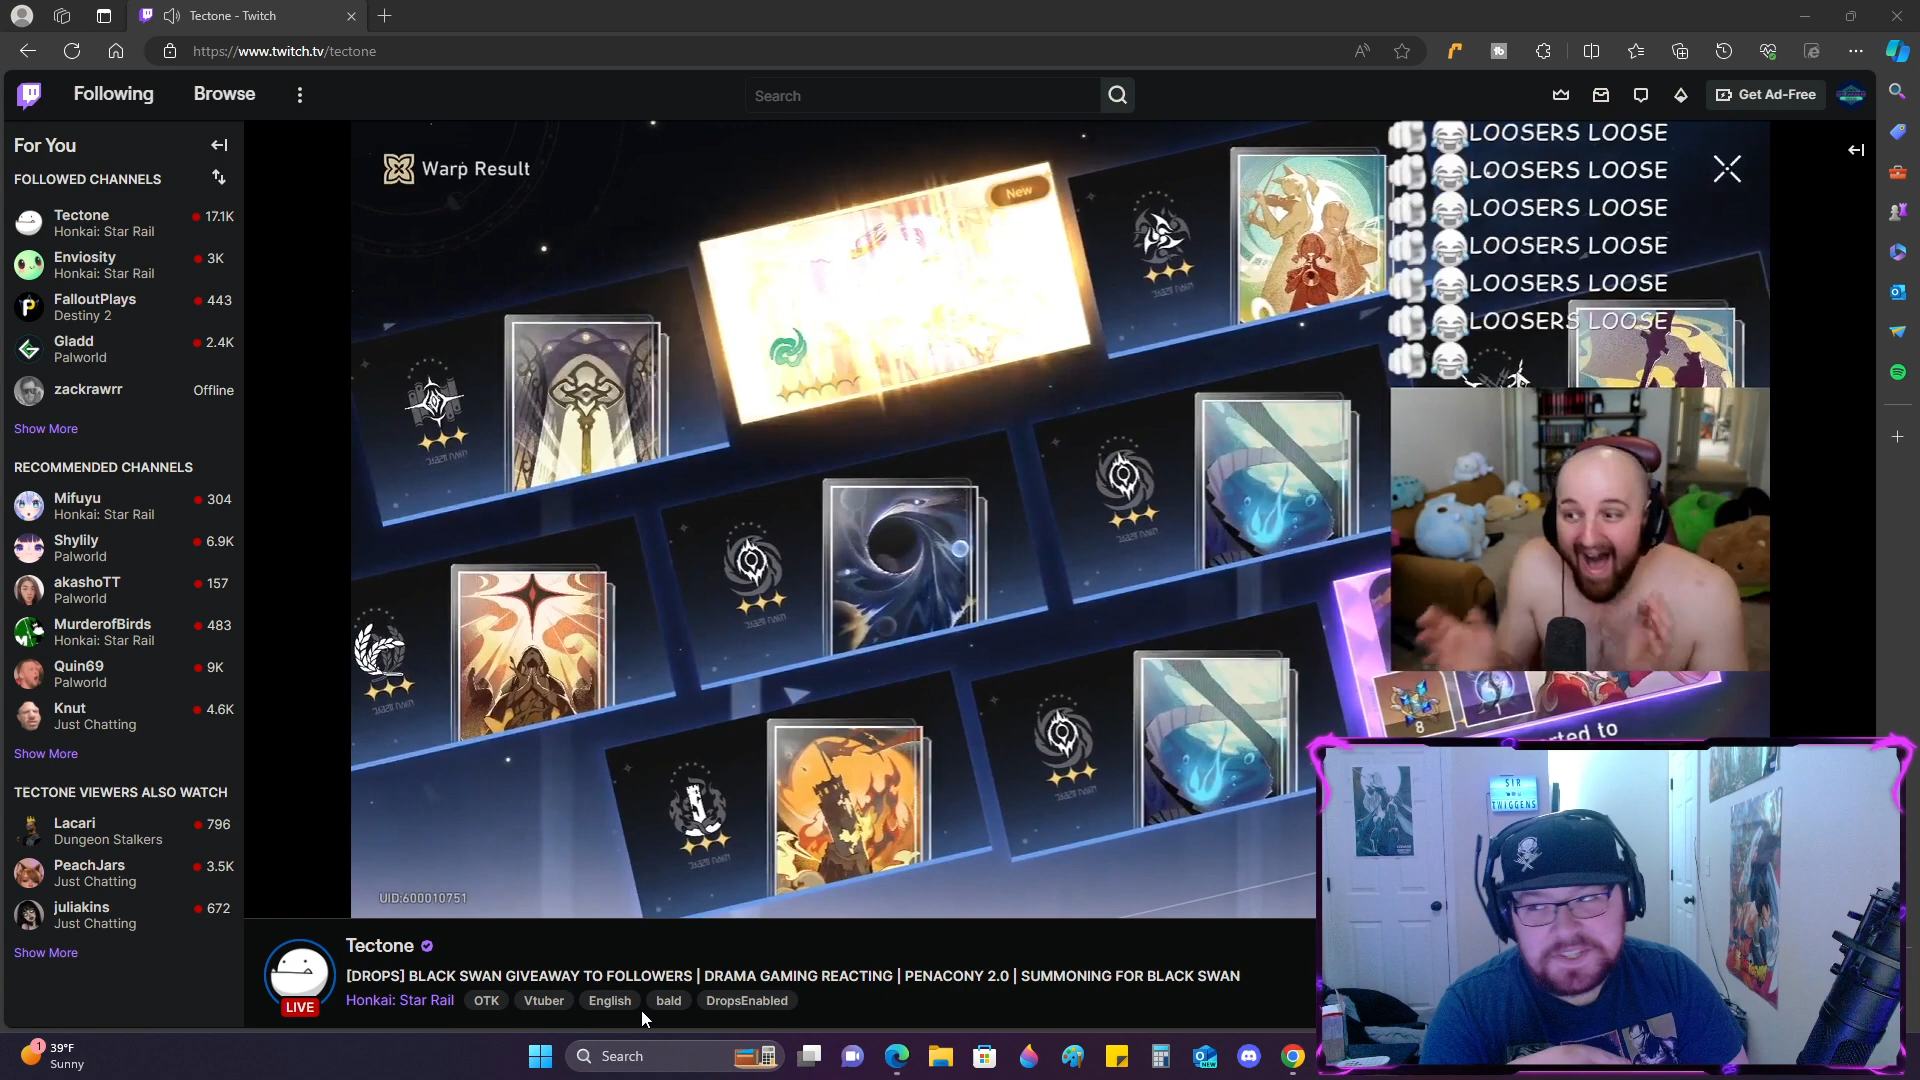 Tectone - Twitch
https://www.twitch.tv/tectone
Following
Browse
Search
Get Ad-Free
For You
FOLLOWED CHANNELS
Tectone
17.1K
Honkai: Star Rail
Enviosity
3K
Honkai: Star Rail
FalloutPlays
443
Destiny 2
Gladd
2.4K
Palworld
zackrawrr
Offline
Show More
RECOMMENDED CHANNELS
Mifuyu
304
Honkai: Star Rail
Shylily
6.9K
Palworld
akashoTT
157
Palworld
MurderofBirds
483
Honkai: Star Rail
Quin69
9K
Palworld
Knut
4.6K
Just Chatting
Show More
TECTONE VIEWERS ALSO WATCH
Lacari
796
Dungeon Stalkers
PeachJars
3.5K
Just Chatting
juliakins
672
Just Chatting
Show More
Warp Result
New
LOOSERS LOOSE
LOOSERS LOOSE
LOOSERS LOOSE
LOOSERS LOOSE
LOOSERS LOOSE
LOOSERS LOOSE
8
rted to
UID:600010751
SIR
TWIGGENS
Tectone
[DROPS] BLACK SWAN GIVEAWAY TO FOLLOWERS | DRAMA GAMING REACTING | PENACONY 2.0 | SUMMONING FOR BLACK SWAN
LIVE
Honkai: Star Rail
OTK
Vtuber
English
bald
DropsEnabled
1
39°F
Sunny
Search
NEW